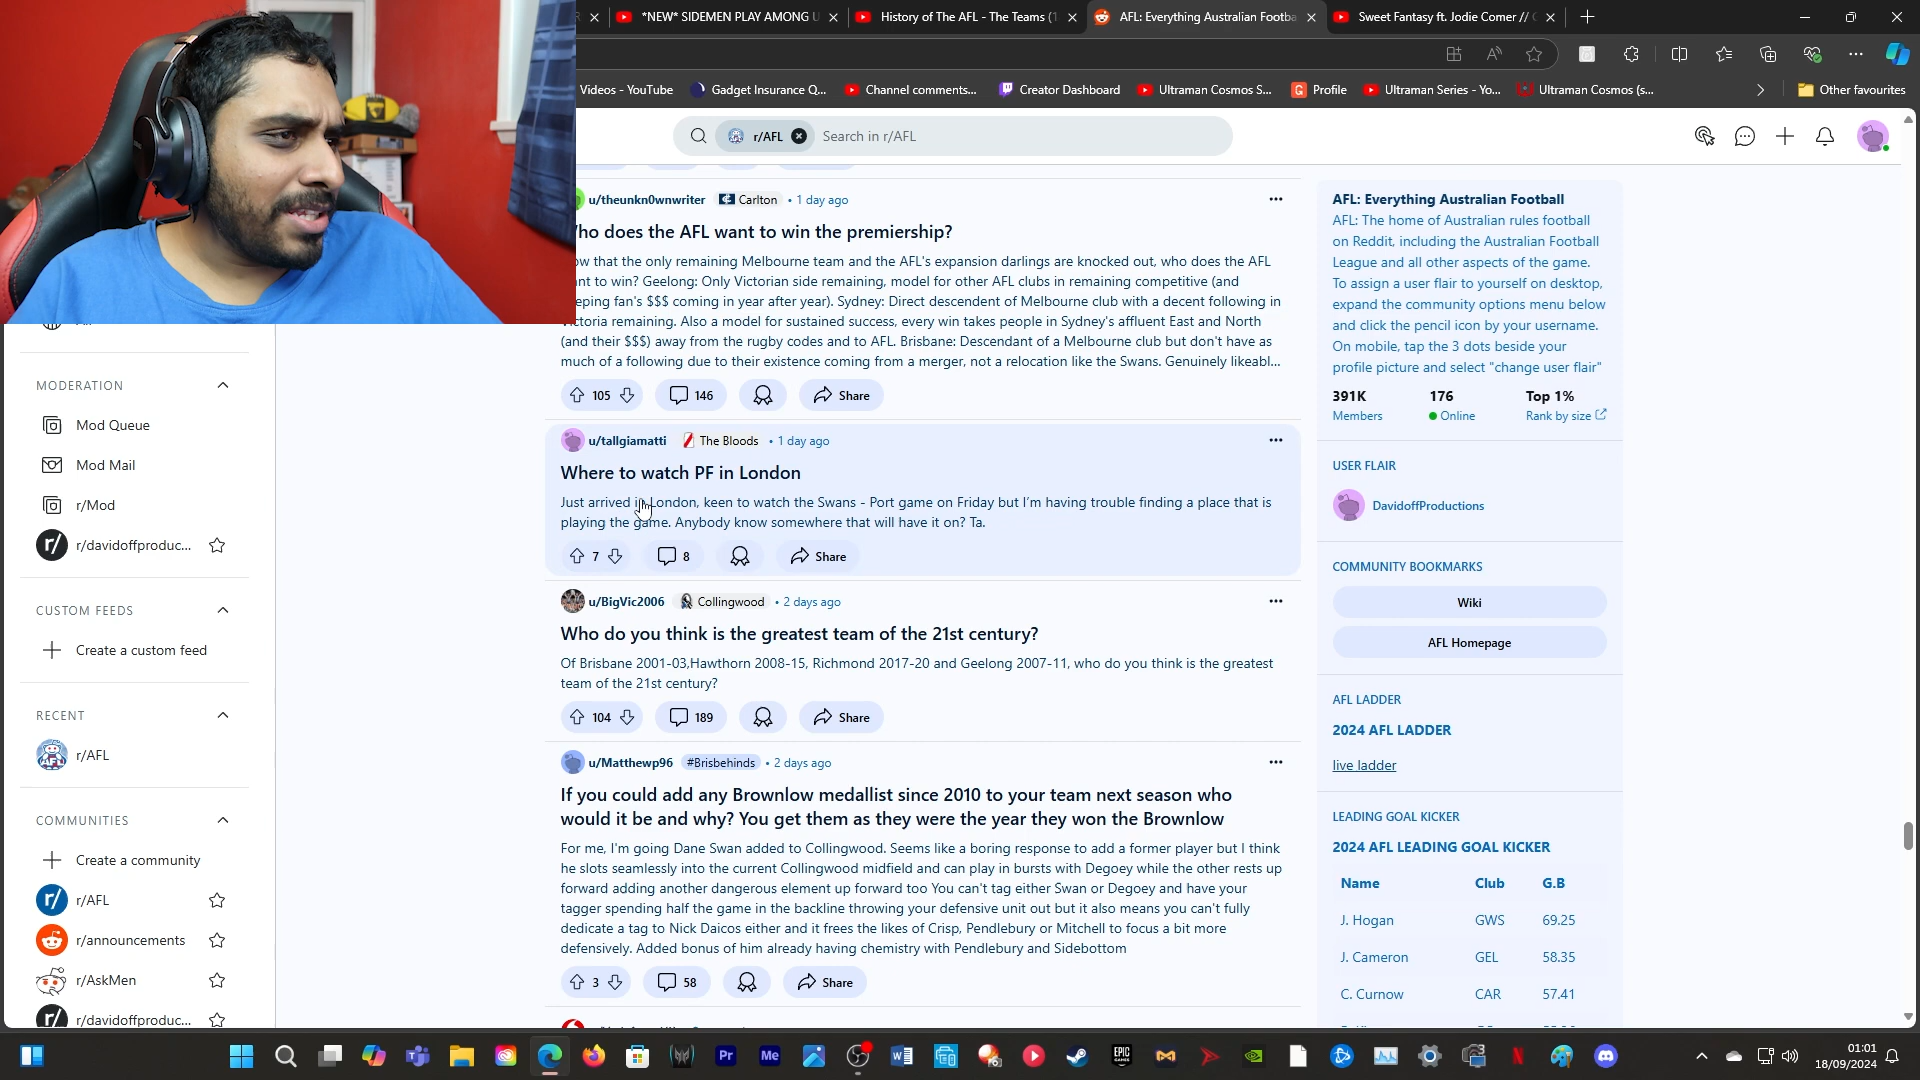 *NEW* SIDEMEN PLAY AMONG U
History of The AFL - The Teams (1
AFL: Everything Australian Footba
Sweet Fantasy ft. Jodie Comer //
Videos - YouTube
Gadget Insurance Q...
Channel comments...
Creator Dashboard
Ultraman Cosmos S...
Profile
Ultraman Series - Yo...
Ultraman Cosmos (s...
Other favourites
r/AFL
Search in r/AFL
u/theunkn0wnwriter Carlton • 1 day ago
ho does the AFL want to win the premiership?
ow that the only remaining Melbourne team and the AFL's expansion darlings are knocked out, who does the AFL
nt to win? Geelong: Only Victorian side remaining, model for other AFL clubs in remaining competitive (and
eping fan's $$$ coming in year after year). Sydney: Direct descendent of Melbourne club with a decent following in
ctoria remaining. Also a model for sustained success, every win takes people in Sydney's affluent East and North
(and their $$$) away from the rugby codes and to AFL. Brisbane: Descendant of a Melbourne club but don't have as
much of a following due to their existence coming from a merger, not a relocation like the Swans. Genuinely likeabl...
105
146
Share
u/tallgiamatti The Bloods • 1 day ago
Where to watch PF in London
Just arrived in London, keen to watch the Swans - Port game on Friday but I'm having trouble finding a place that is
playing the game. Anybody know somewhere that will have it on? Ta.
7
8
Share
u/BigVic2006 Collingwood • 2 days ago
Who do you think is the greatest team of the 21st century?
Of Brisbane 2001-03,Hawthorn 2008-15, Richmond 2017-20 and Geelong 2007-11, who do you think is the greatest
team of the 21st century?
104
189
Share
u/Matthewp96 #Brisbehinds • 2 days ago
If you could add any Brownlow medallist since 2010 to your team next season who
would it be and why? You get them as they were the year they won the Brownlow
For me, I'm going Dane Swan added to Collingwood. Seems like a boring response to add a former player but I think
he slots seamlessly into the current Collingwood midfield and can play in bursts with Degoey while the other rests up
forward adding another dangerous element up forward too You can't tag either Swan or Degoey and have your
tagger spending half the game in the backline throwing your defensive unit out but it also means you can't fully
dedicate a tag to Nick Daicos either and it frees the likes of Crisp, Pendlebury or Mitchell to focus a bit more
defensively. Added bonus of him already having chemistry with Pendlebury and Sidebottom
3
58
Share
AFL: Everything Australian Football
AFL: The home of Australian rules football
on Reddit, including the Australian Football
League and all other aspects of the game.
To assign a user flair to yourself on desktop,
expand the community options menu below
and click the pencil icon by your username.
On mobile, tap the 3 dots beside your
profile picture and select "change user flair"
391K 176 Top 1%
Members Online Rank by size
USER FLAIR
DavidoffProductions
COMMUNITY BOOKMARKS
Wiki
AFL Homepage
AFL LADDER
2024 AFL LADDER
live ladder
LEADING GOAL KICKER
2024 AFL LEADING GOAL KICKER
Name Club G.B
J. Hogan GWS 69.25
J. Cameron GEL 58.35
C. Curnow CAR 57.41
MODERATION
Mod Queue
Mod Mail
r/Mod
r/davidoffproduc...
CUSTOM FEEDS
Create a custom feed
RECENT
r/AFL
COMMUNITIES
Create a community
r/AFL
r/announcements
r/AskMen
r/davidoffproduc...
01:01
18/09/2024